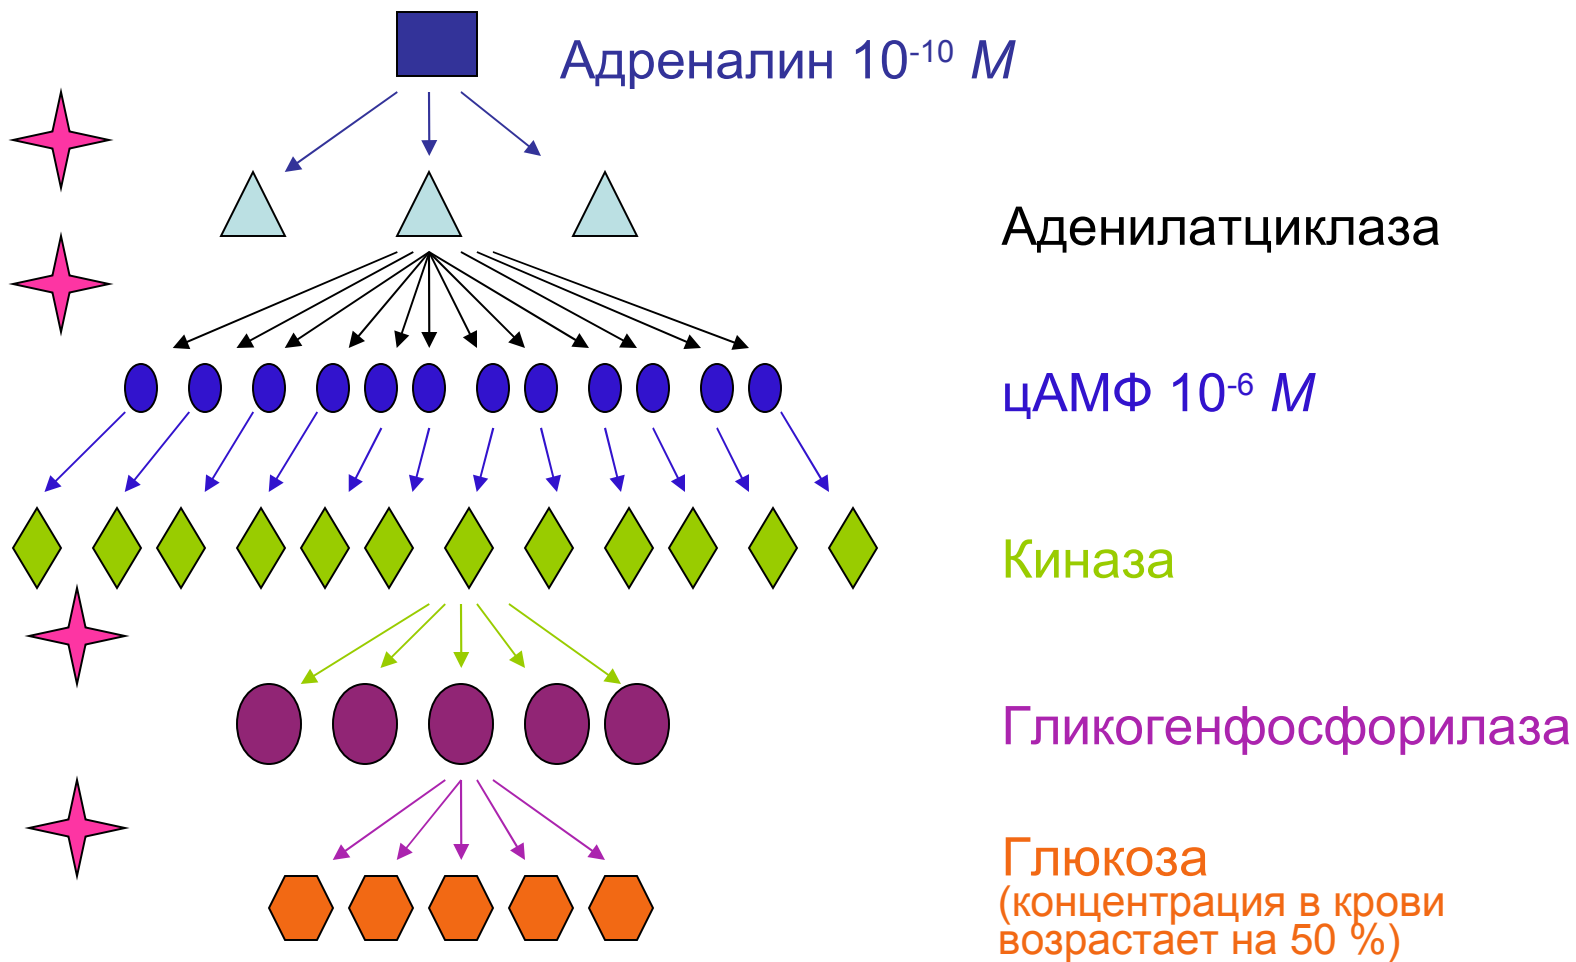 Адреналин 10⁻¹⁰ М
Аденилатциклаза
цАМФ 10⁻⁶ М
Киназа
Гликогенфосфорилаза
Глюкоза
(концентрация в крови
возрастает на 50 %)